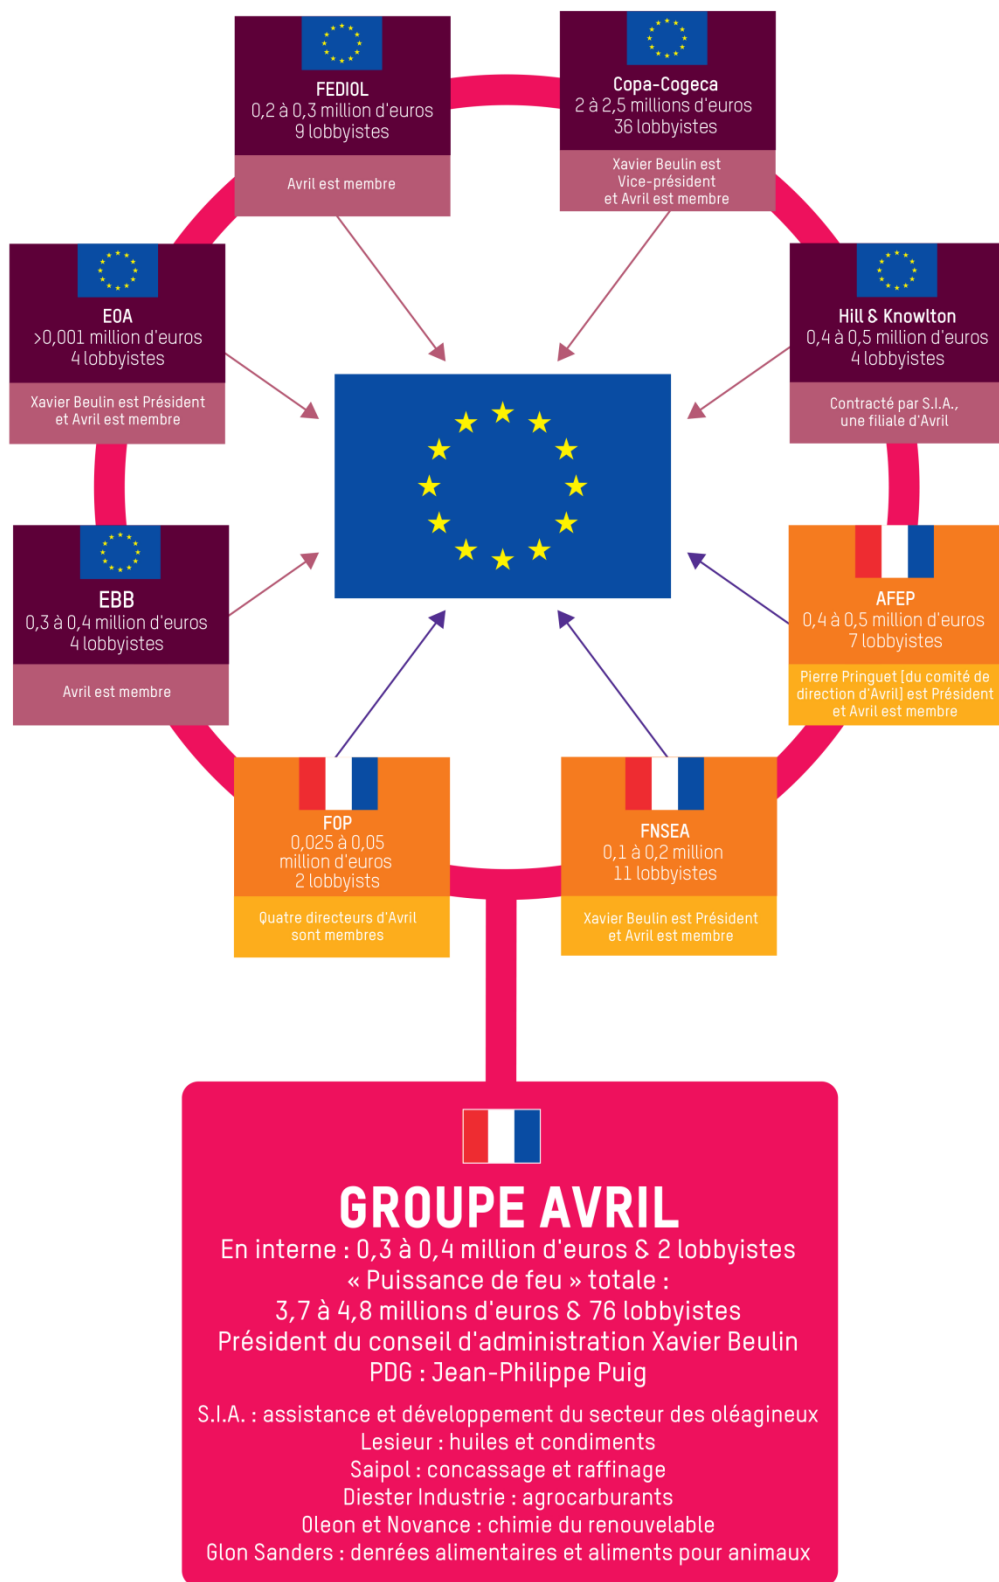 FEDIOL
0,2 à 0,3 million d'euros
9 lobbyistes
Avril est membre
Copa-Cogeca
2 à 2,5 millions d'euros
36 lobbyistes
Xavier Beulin est
Vice-président
et Avril est membre
EOA
>0,001 million d'euros
4 lobbyistes
Xavier Beulin est Président
et Avril est membre
Hill & Knowlton
0,4 à 0,5 million d'euros
4 lobbyistes
Contracté par S.I.A.,
une filiale d'Avril
EBB
0,3 à 0,4 million d'euros
4 lobbyistes
Avril est membre
AFEP
0,4 à 0,5 million d'euros
7 lobbyistes
Pierre Pringuet [du comité de
direction d'Avril] est Président
et Avril est membre
FOP
0,025 à 0,05
million d'euros
2 lobbyists
Quatre directeurs d'Avril
sont membres
FNSEA
0,1 à 0,2 million
11 lobbyistes
Xavier Beulin est Président
et Avril est membre
GROUPE AVRIL
En interne : 0,3 à 0,4 million d'euros & 2 lobbyistes
« Puissance de feu » totale :
3,7 à 4,8 millions d'euros & 76 lobbyistes
Président du conseil d'administration Xavier Beulin
PDG : Jean-Philippe Puig
S.I.A. : assistance et développement du secteur des oléagineux
Lesieur : huiles et condiments
Saipol : concassage et raffinage
Diester Industrie : agrocarburants
Oleon et Novance : chimie du renouvelable
Glon Sanders : denrées alimentaires et aliments pour animaux